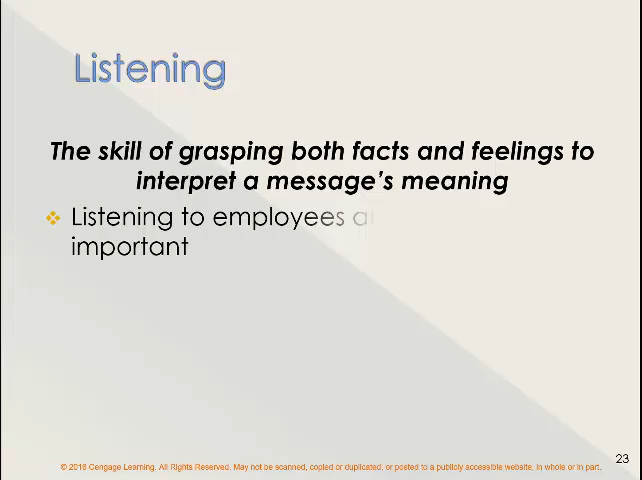 Listening
The skill of grasping both facts and feelings to
interpret a message's meaning
Listening to employees
important
23
© 2016 Cengage Learning. All Rights Reserved. May not be scanned, copied or duplicated, or posted to a publicly accessible website, in whole or in part.